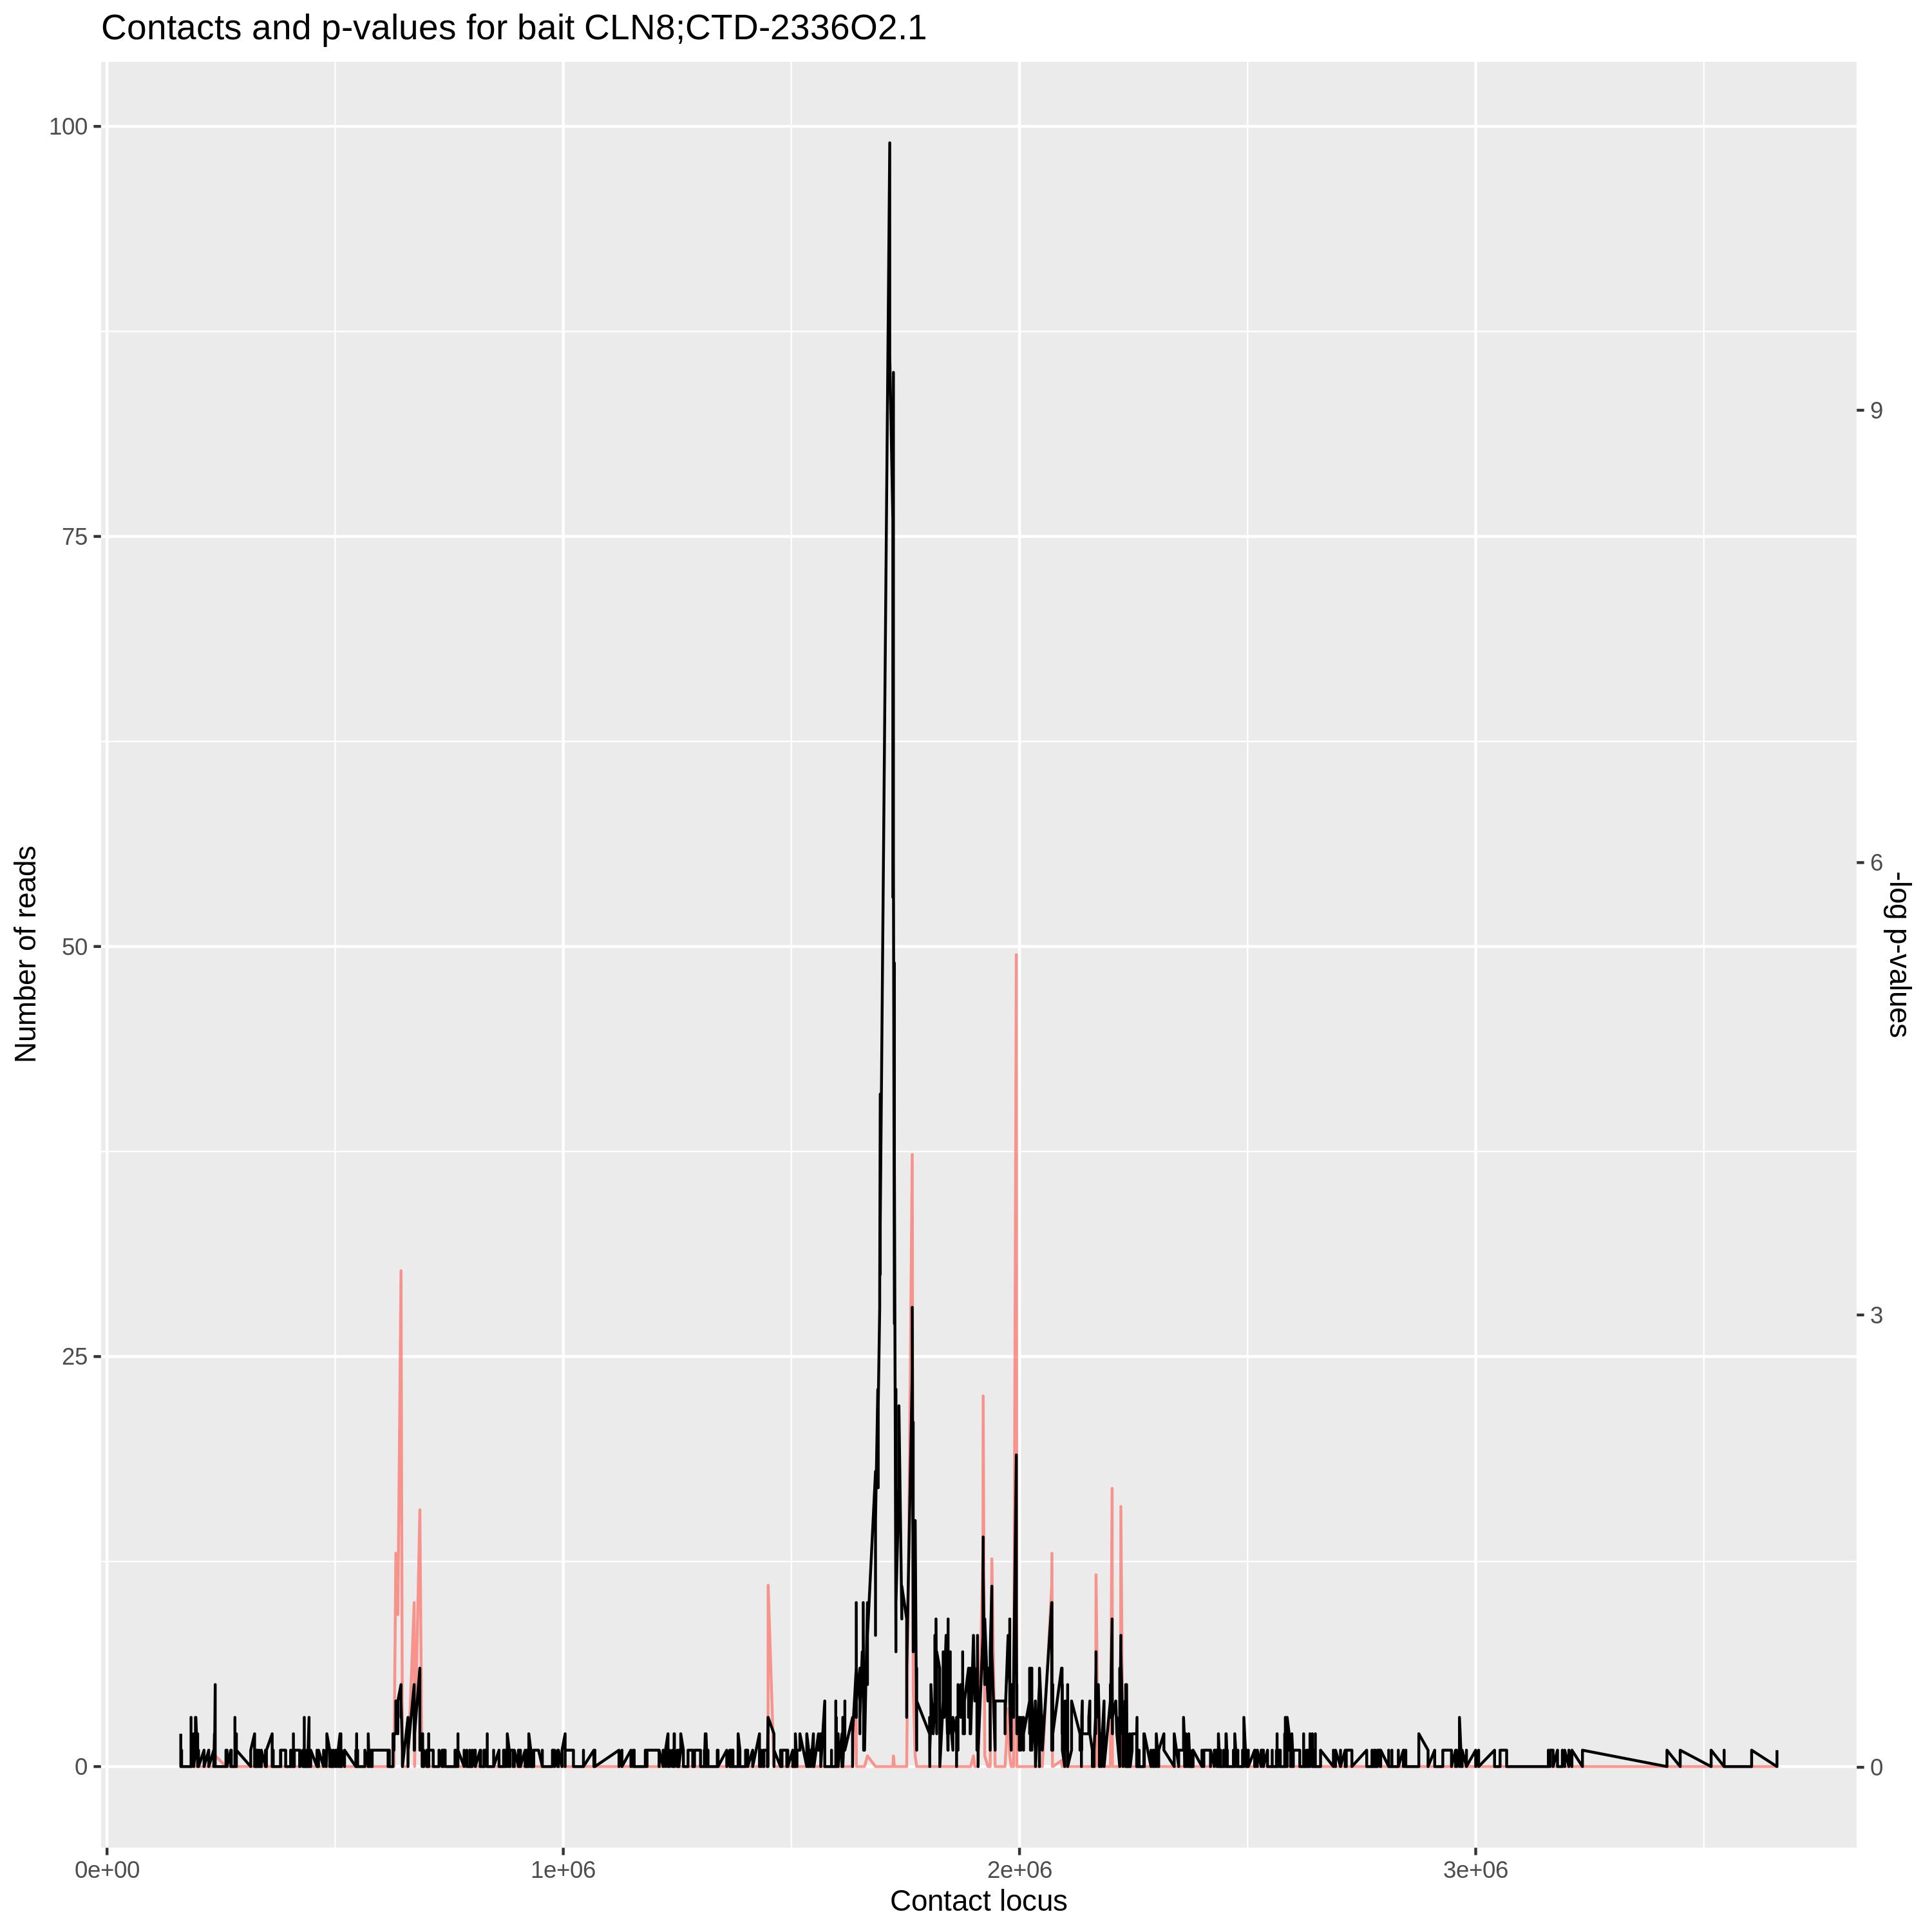 Contacts and p-values for bait CLN8;CTD-2336O2.1
100
75
50
25
0
Number of reads
9
6
3
0
-log p-values
0e+00
1e+06
2e+06
3e+06
Contact locus